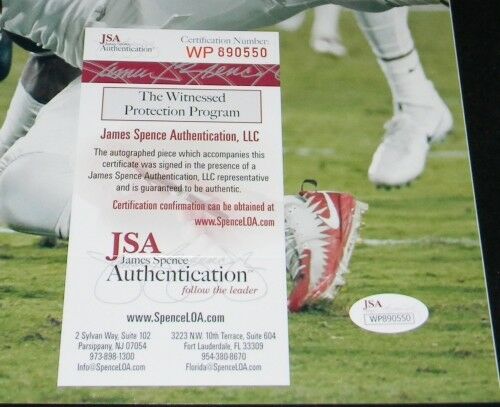 JSA Certification Number:
Authentication™ WP 890550
The Witnessed
Protection Program
James Spence Authentication, LLC
The autographed piece which accompanies this
certificate was signed in the presence of a
James Spence Authentication, LLC representative
and is guaranteed to be authentic.
Certification confirmation can be obtained at
www.SpenceLOA.com
JSA
James Spence
Authentication™
follow the leader
www.SpenceLOA.com
2 Sylvan Way, Suite 102
Parsippany, NJ 07054
973-898-1300
Info@SpenceLOA.com
3223 N.W. 10th Terrace, Suite 604
Fort Lauderdale, FL 33309
954-380-8670
Florida@SpenceLOA.com
JSA
WP890550